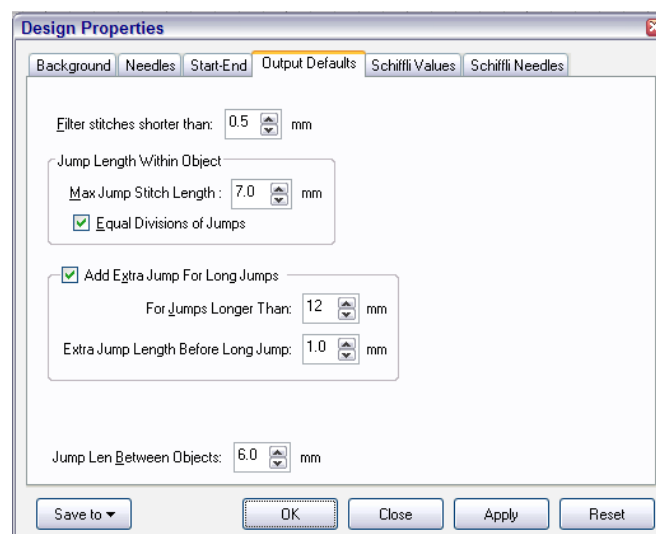 Design Properties
Background Needles Start-End Output Defaults Schiffli Values Schiffli Needles
Filter stitches shorter than: 0.5 mm
Jump Length Within Object
Max Jump Stitch Length : 7.0 mm
Equal Divisions of Jumps
Add Extra Jump For Long Jumps
For Jumps Longer Than: 12 mm
Extra Jump Length Before Long Jump: 1.0 mm
Jump Len Between Objects: 6.0 mm
Save to OK Close Apply Reset